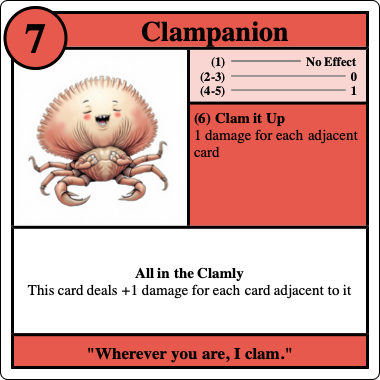 7
Clampanion
(1) No Effect
(2-3) 0
(4-5) 1
(6) Clam it Up
1 damage for each adjacent
card
All in the Clamly
This card deals +1 damage for each card adjacent to it
"Wherever you are, I clam."